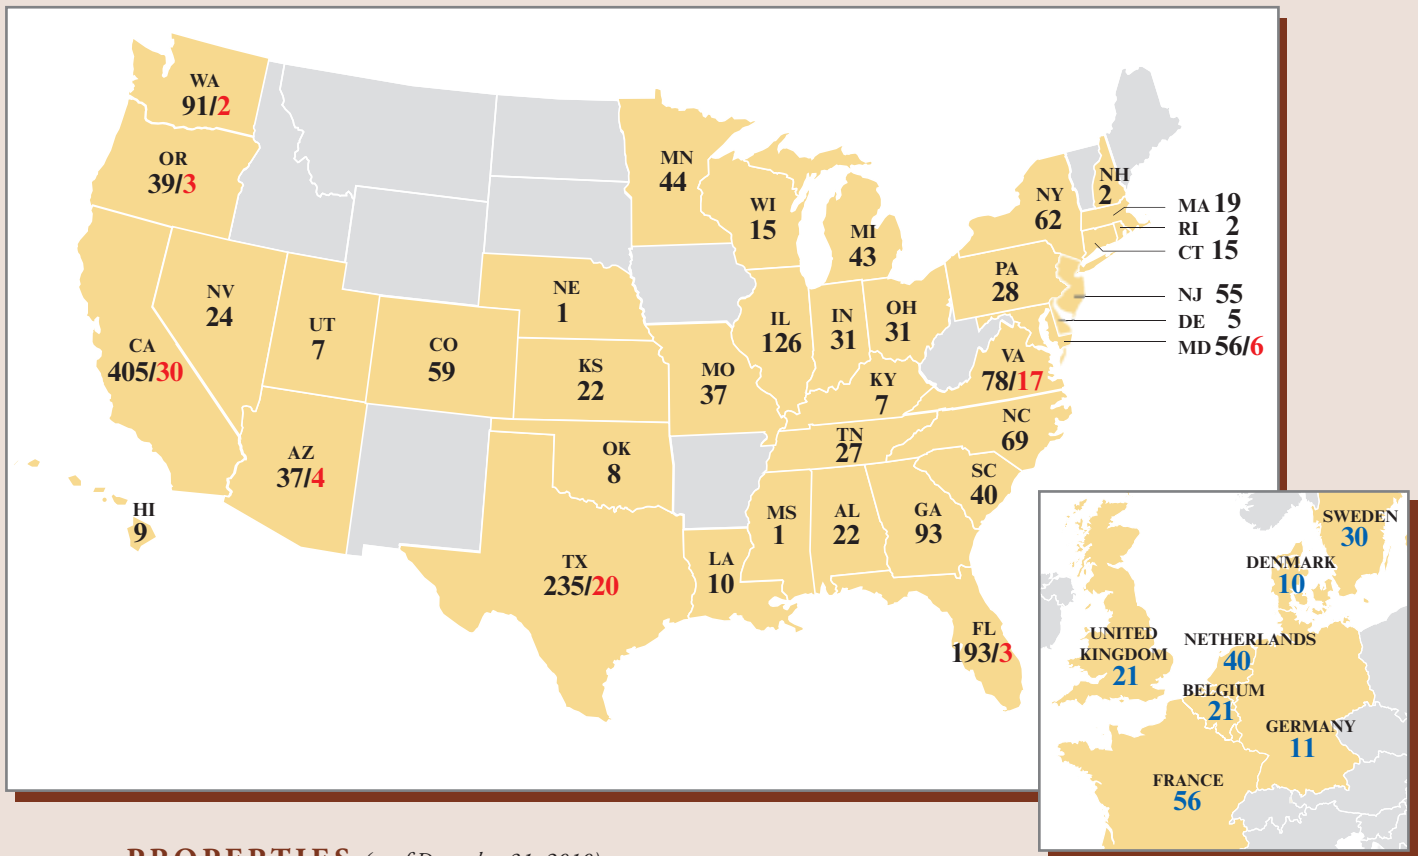 WA
91/2
OR
39/3
CA
405/30
NV
24
UT
7
AZ
37/4
HI
9
CO
59
NE
1
KS
22
OK
8
TX
235/20
MN
44
WI
15
MI
43
IL
126
IN
31
OH
31
MO
37
KY
7
TN
27
MS
1
AL
22
GA
93
LA
10
FL
193/3
SC
40
NC
69
VA
78/17
PA
28
NY
62
NH
2
MA 19
RI 2
CT 15
NJ 55
DE 5
MD 56/6
SWEDEN
30
DENMARK
10
UNITED
KINGDOM
21
NETHERLANDS
40
BELGIUM
21
GERMANY
11
FRANCE
56
PROPERTIES